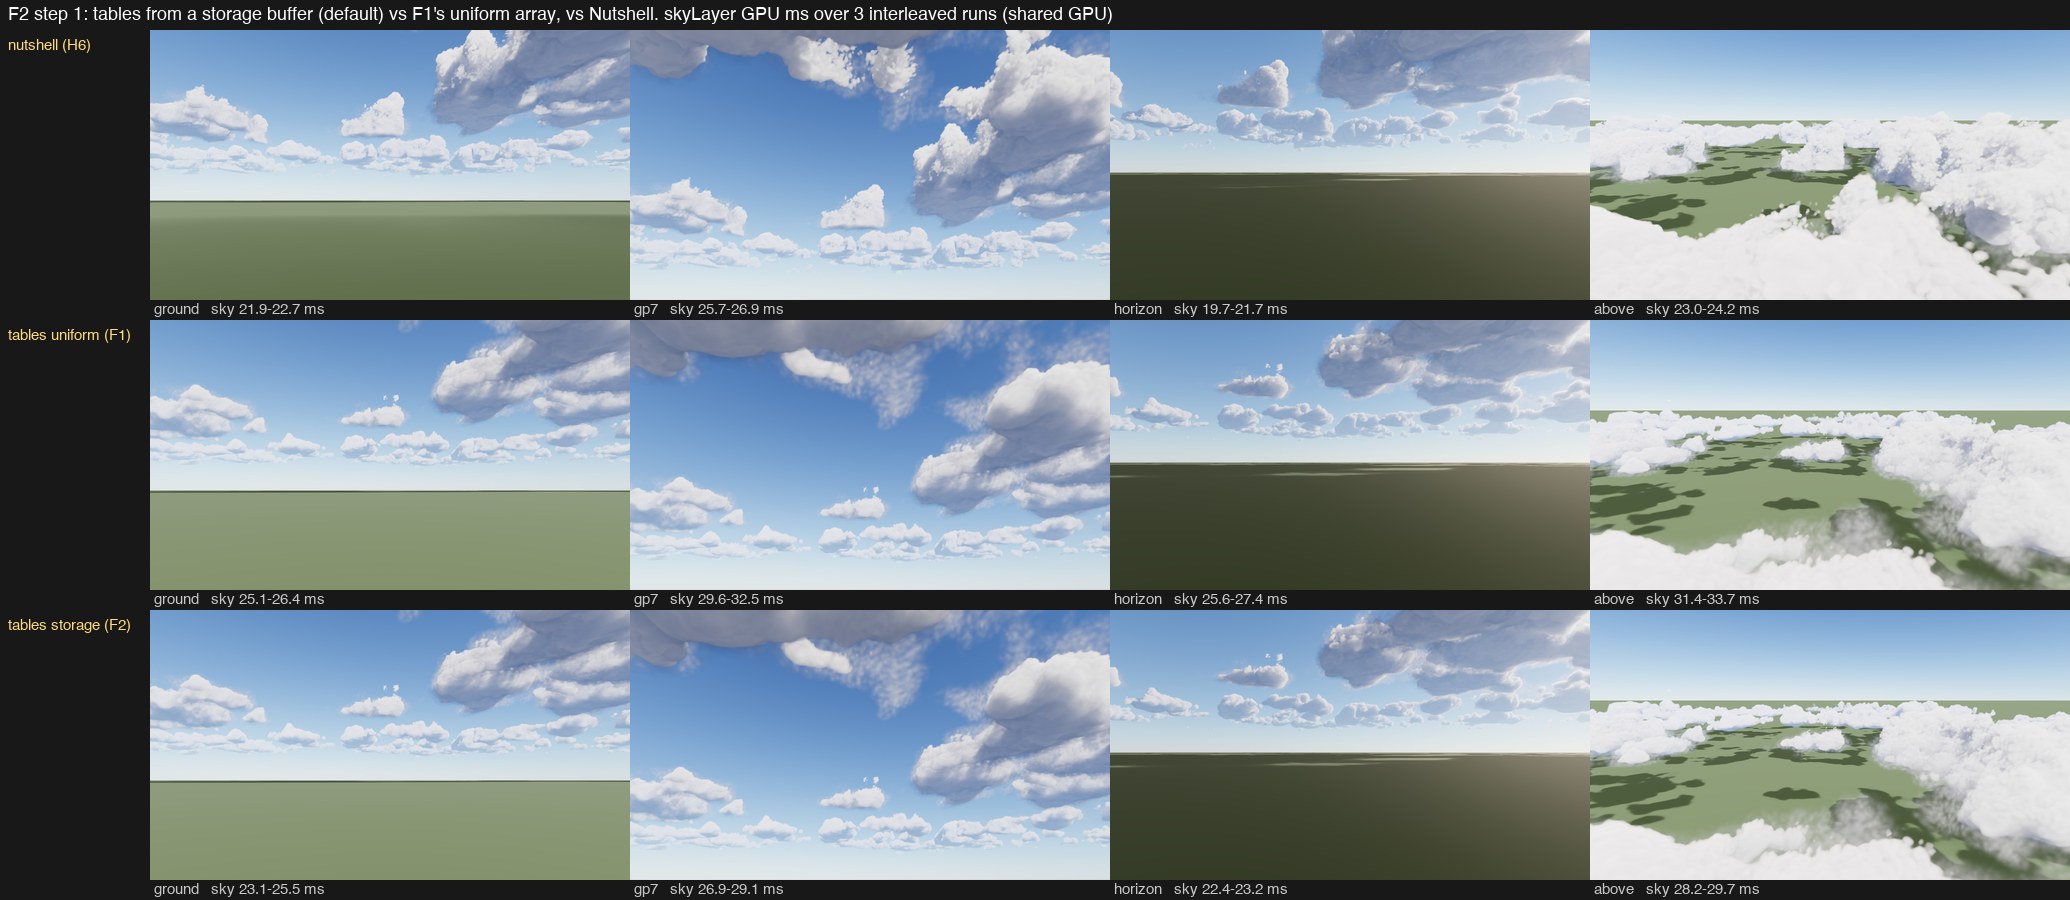 F2 step 1: tables from a storage buffer (default) vs F1's uniform array, vs Nutshell. skyLayer GPU ms over 3 interleaved runs (shared GPU)
nutshell (H6)
ground sky 21.9-22.7 ms
gp7 sky 25.7-26.9 ms
horizon sky 19.7-21.7 ms
above sky 23.0-24.2 ms
tables uniform (F1)
ground sky 25.1-26.4 ms
gp7 sky 29.6-32.5 ms
horizon sky 25.6-27.4 ms
above sky 31.4-33.7 ms
tables storage (F2)
ground sky 23.1-25.5 ms
gp7 sky 26.9-29.1 ms
horizon sky 22.4-23.2 ms
above sky 28.2-29.7 ms